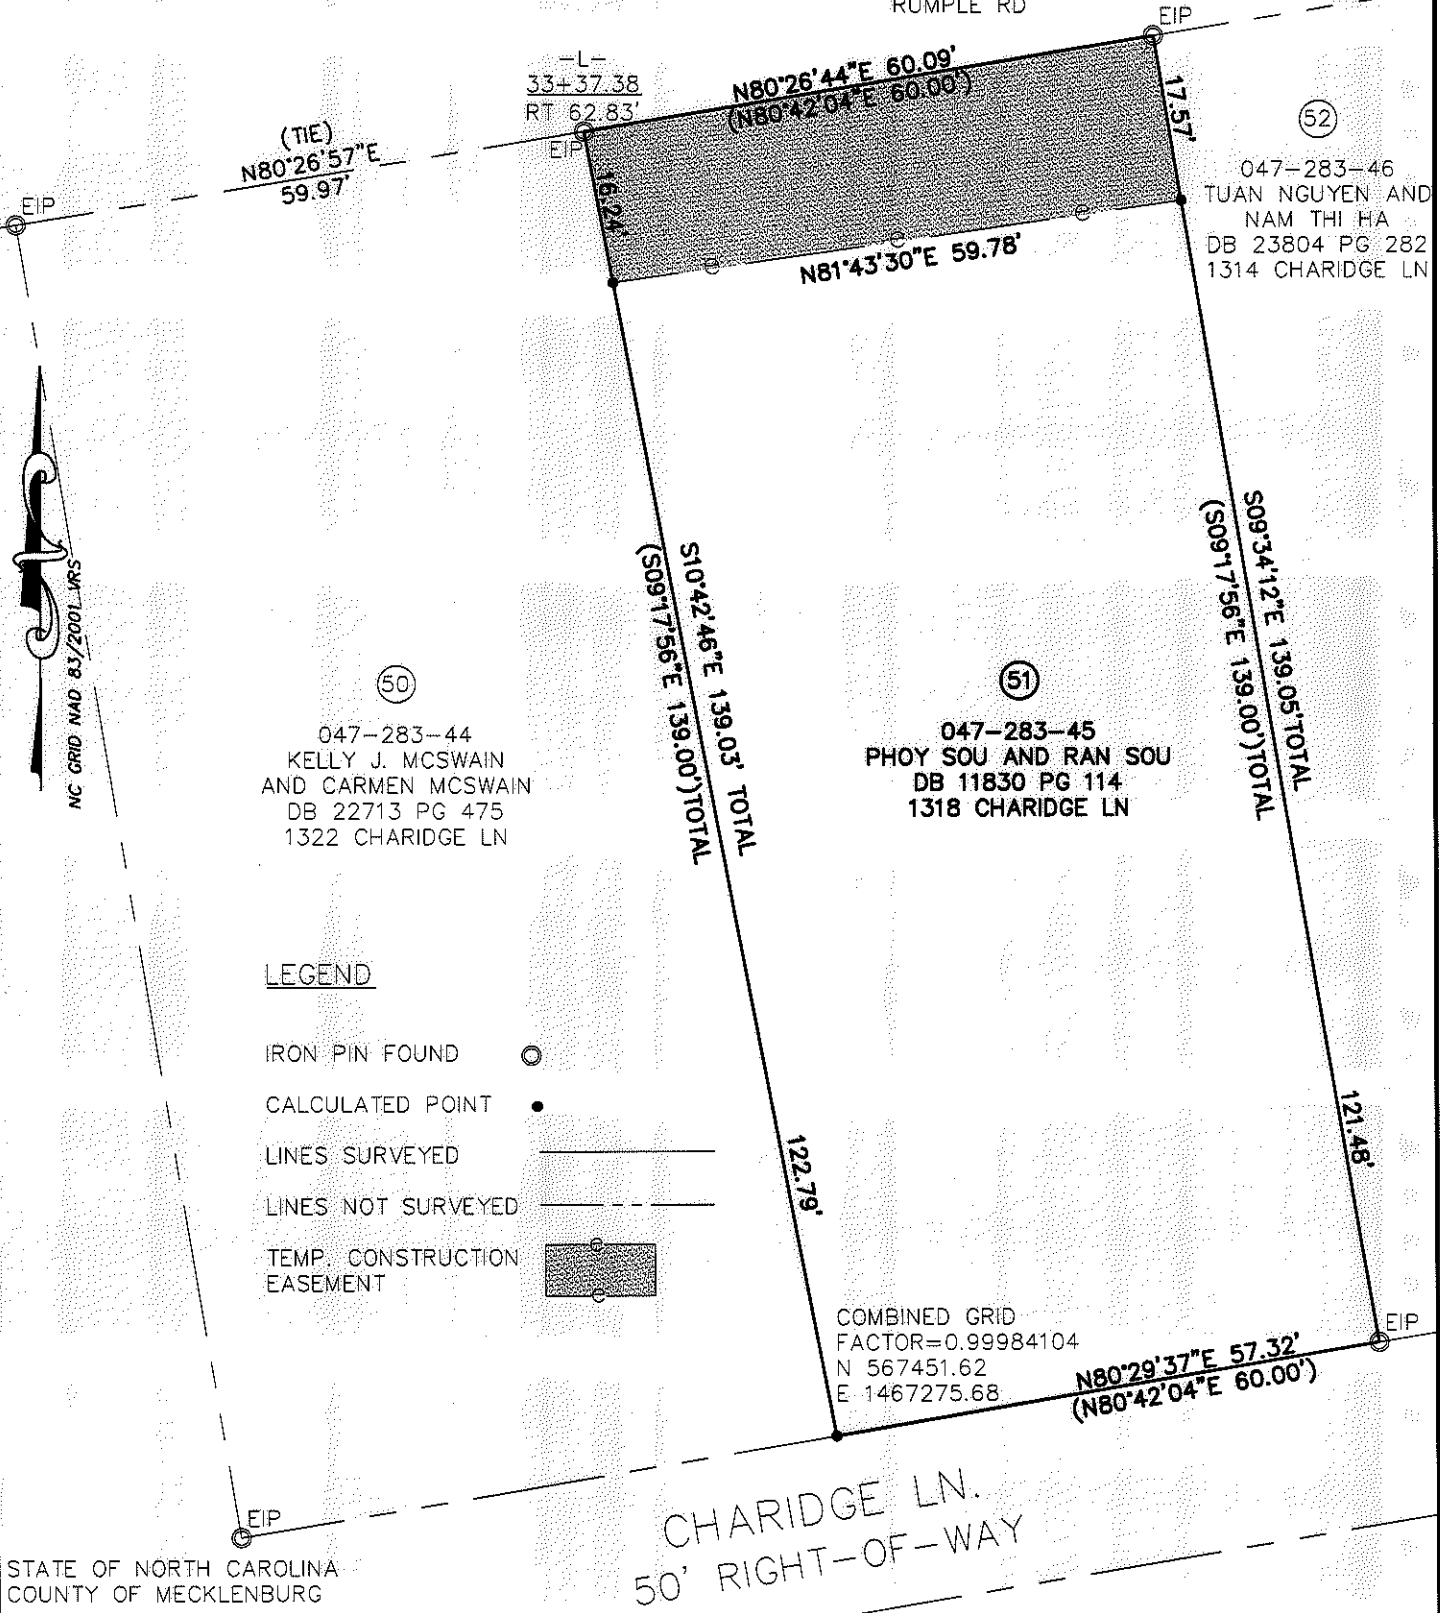 RUMPLE RD
EIP
-L-
33+37.38
RT 62.83'
EIP
N80°26'44"E 60.09'
(N80°42'04"E 60.00')
17.57'
16.24'
N81°43'30"E 59.78'
(TIE)
N80°26'57"E
59.97'
EIP
52
047-283-46
TUAN NGUYEN AND
NAM THI HA
DB 23804 PG 282
1314 CHARIDGE LN
NC GRID NAD 83/2001 VRS
S10°42'46"E 139.03' TOTAL
(S09°17'56"E 139.00')TOTAL
S09°34'12"E 139.05'TOTAL
(S09°17'56"E 139.00')TOTAL
50
047-283-44
KELLY J. MCSWAIN
AND CARMEN MCSWAIN
DB 22713 PG 475
1322 CHARIDGE LN
51
047-283-45
PHOY SOU AND RAN SOU
DB 11830 PG 114
1318 CHARIDGE LN
LEGEND
IRON PIN FOUND
CALCULATED POINT
LINES SURVEYED
LINES NOT SURVEYED
TEMP. CONSTRUCTION
EASEMENT
e
e
e
e
e
122.79'
121.48'
COMBINED GRID
FACTOR=0.99984104
N 567451.62
E 1467275.68
N80°29'37"E 57.32'
(N80°42'04"E 60.00')
EIP
EIP
CHARIDGE LN.
50' RIGHT-OF-WAY
STATE OF NORTH CAROLINA
COUNTY OF MECKLENBURG